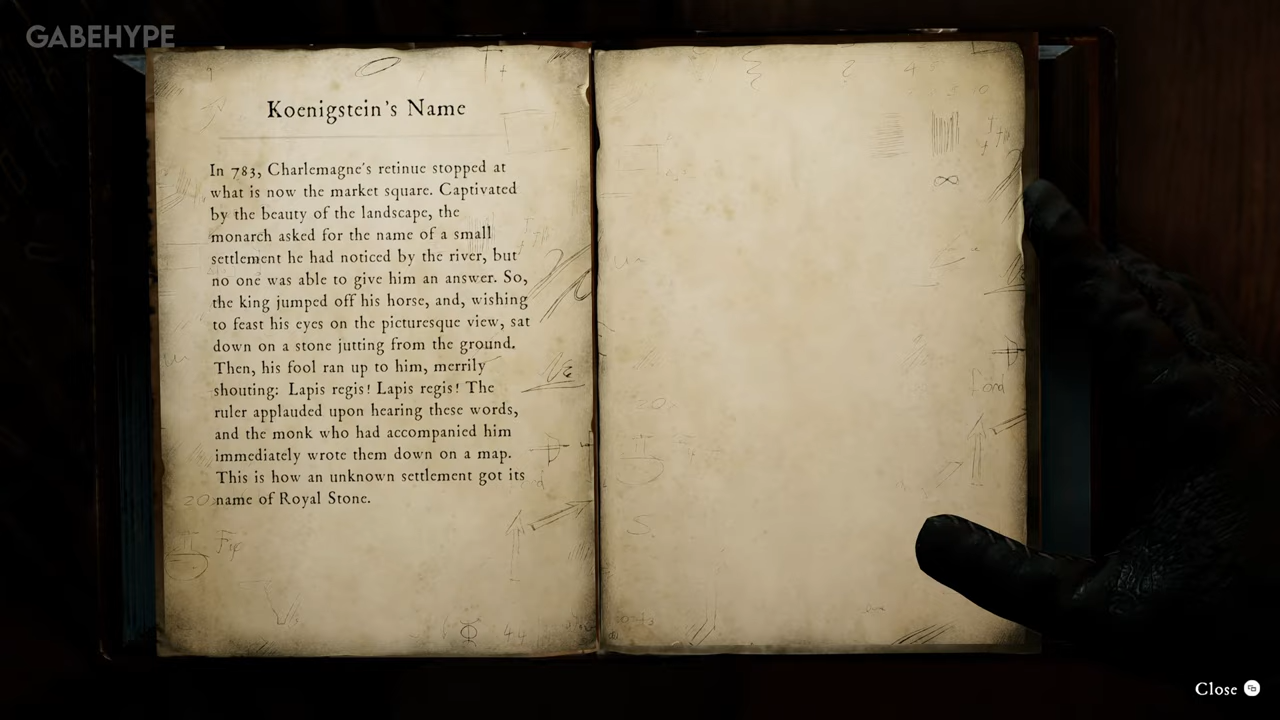 GABEHYPE
Koenigstein's Name
In 783, Charlemagne's retinue stopped at
what is now the market square. Captivated
by the beauty of the landscape, the
monarch asked for the name of a small
settlement he had noticed by the river, but
no one was able to give him an answer. So,
the king jumped off his horse, and, wishing
to feast his eyes on the picturesque view, sat
down on a stone jutting from the ground.
Then, his fool ran up to him, merrily
shouting: Lapis regis! Lapis regis! The
ruler applauded upon hearing these words,
and the monk who had accompanied him
immediately wrote them down on a map.
This is how an unknown settlement got its
name of Royal Stone.
Close